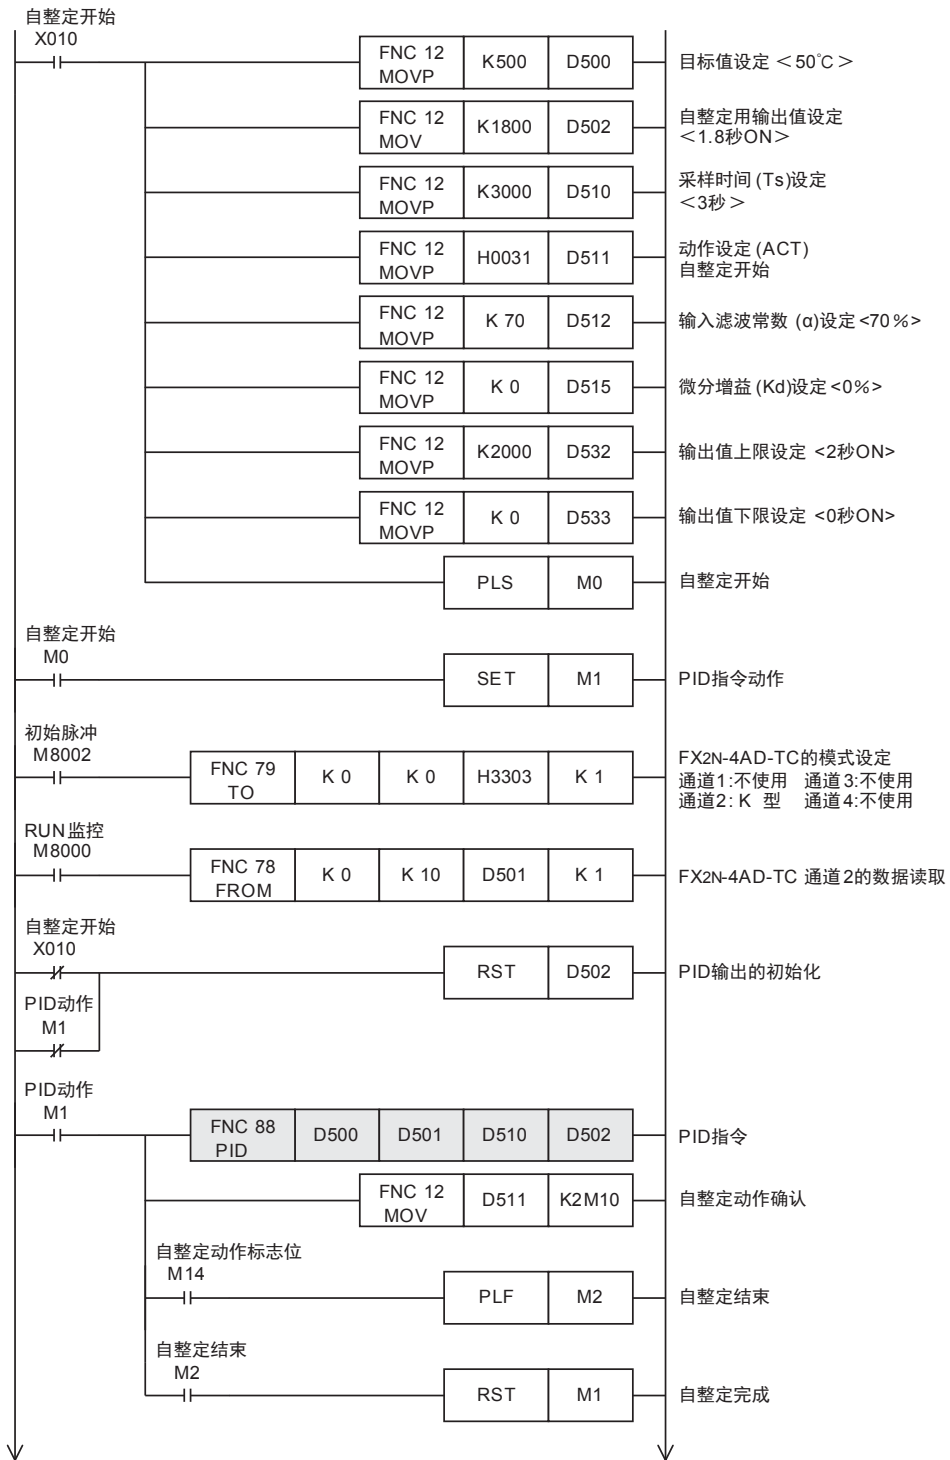 自整定开始
X010
FNC 12
MOVP
K500
D500
目标值设定 ＜50℃＞
FNC 12
MOV
K1800
D502
自整定用输出值设定
＜1.8秒ON＞
FNC 12
MOVP
K3000
D510
采样时间 (Ts)设定
＜3秒＞
FNC 12
MOVP
H0031
D511
动作设定 (ACT)
自整定开始
FNC 12
MOVP
K 70
D512
输入滤波常数 (α)设定 <70％>
FNC 12
MOVP
K 0
D515
微分增益 (Kd)设定 <0％>
FNC 12
MOVP
K2000
D532
输出值上限设定 <2秒ON>
FNC 12
MOVP
K 0
D533
输出值下限设定 <0秒ON>
PLS
M0
自整定开始
自整定开始
M0
SET
M1
PID指令动作
初始脉冲
M8002
FNC 79
TO
K 0
K 0
H3303
K 1
FX2N-4AD-TC的模式设定
通道1:不使用 通道3:不使用
通道2: K 型 通道4:不使用
RUN监控
M8000
FNC 78
FROM
K 0
K 10
D501
K 1
FX2N-4AD-TC 通道2的数据读取
自整定开始
X010
RST
D502
PID输出的初始化
PID动作
M1
PID动作
M1
FNC 88
PID
D500
D501
D510
D502
PID指令
FNC 12
MOV
D511
K2M10
自整定动作确认
自整定动作标志位
M14
PLF
M2
自整定结束
自整定结束
M2
RST
M1
自整定完成